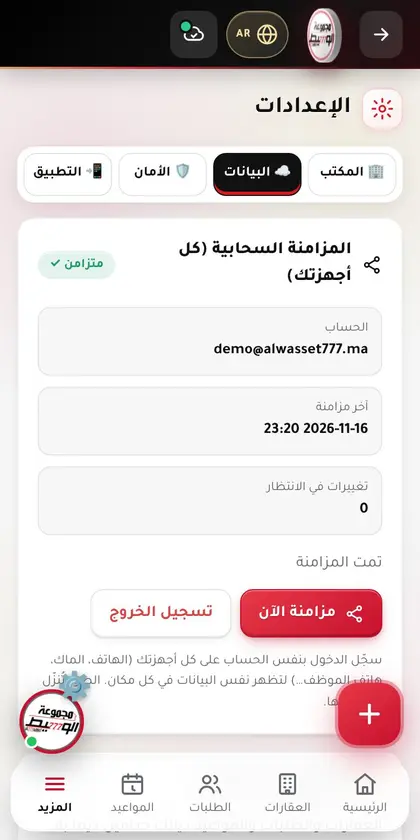 AR
الإعدادات
المكتب
البيانات
الأمان
التطبيق
المزامنة السحابية (كل أجهزتك)
متزامن ✓
الحساب
demo@alwasset777.ma
آخر مزامنة
2026-11-16 23:20
تغييرات في الانتظار
0
تمت المزامنة
مزامنة الآن
تسجيل الخروج
سجّل الدخول بنفس الحساب على كل أجهزتك (الهاتف، الماك،
هاتف الموظف…) لتظهر نفس البيانات في كل مكان.
مجموعة
الو777سيط
الرئيسية
العقارات
الطلبات
المواعيد
المزيد